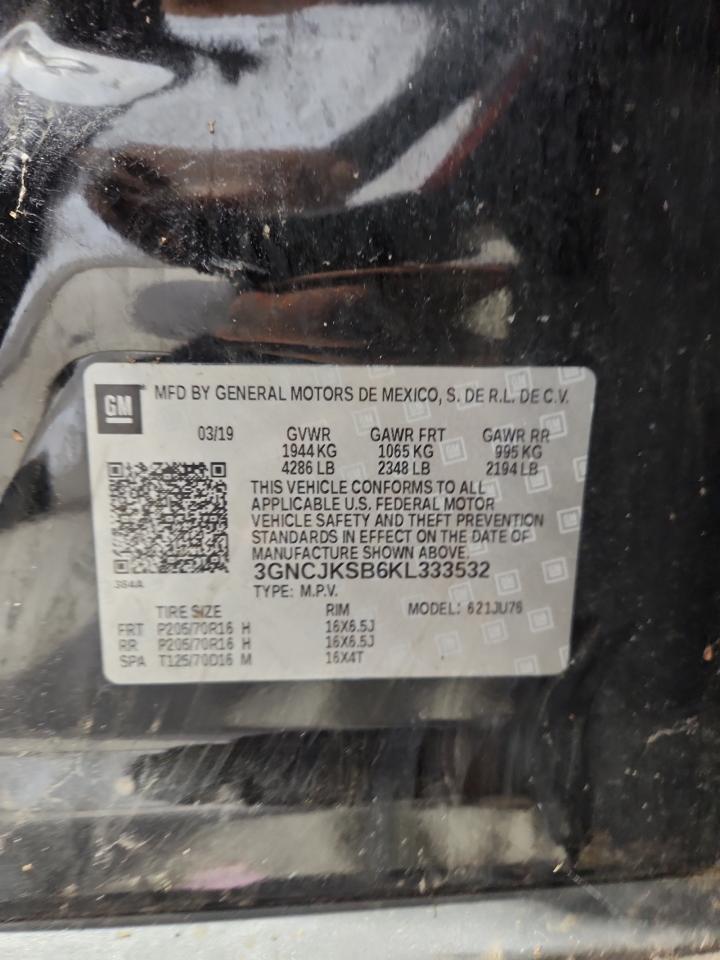 GM MFD BY GENERAL MOTORS DE MEXICO, S. DE R.L. DE C.V.
03/19 GVWR GAWR FRT GAWR RR
1944 KG 1065 KG 995 KG
4286 LB 2348 LB 2194 LB
THIS VEHICLE CONFORMS TO ALL
APPLICABLE U.S. FEDERAL MOTOR
VEHICLE SAFETY AND THEFT PREVENTION
STANDARDS IN EFFECT ON THE DATE OF
MANUFACTURE SHOWN ABOVE.
3GNCJKSB6KL333532
384A
TYPE: M.P.V.
TIRE SIZE RIM MODEL: 621JU76
FRT P205/70R16 H 16X6.5J
RR P205/70R16 H 16X6.5J
SPA T125/70D16 M 16X4T